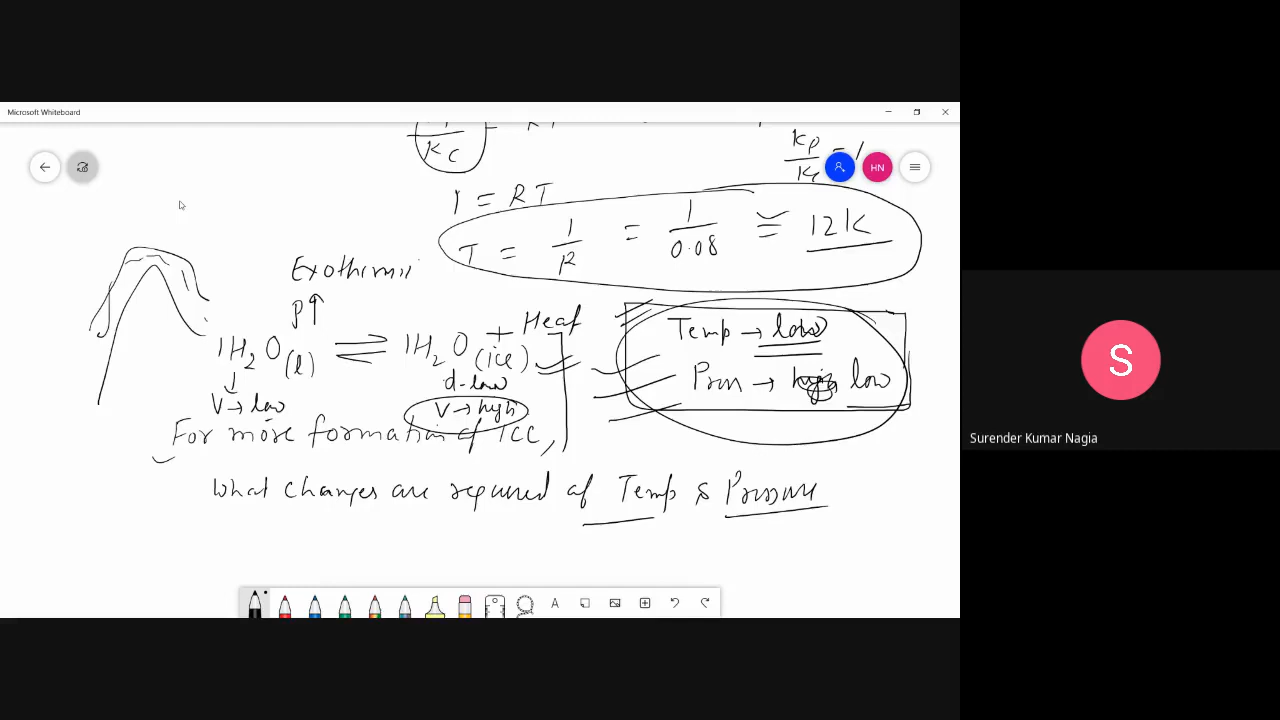 Microsoft Whiteboard
KC
Kp
= 1
HN
1 = RT
T = 1/R = 1/0.08 ≅ 12K
Exothermic
P↑
1H2O(l) ⇌ 1H2O(ice) + Heat
V → low
d-low
V → high
Temp → low
Press → high low
For more formation of ICE,
what changes are required of Temp & Pressure
A
S
Surender Kumar Nagia